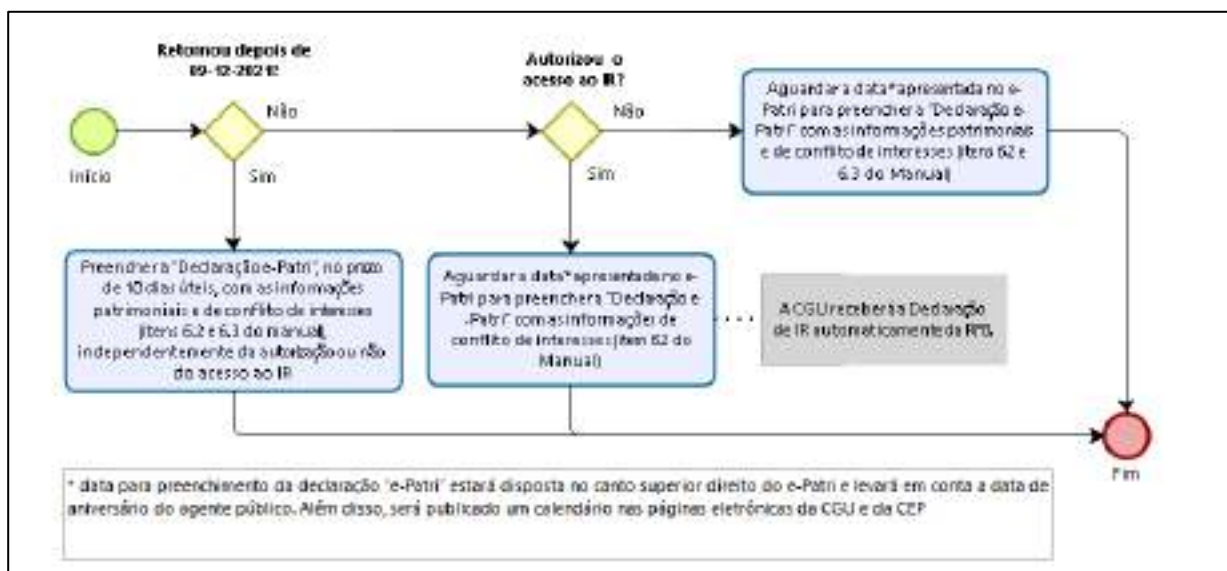 Retornou depois de
09-12-2021?
Autorizou o
acesso ao IR?
Início
Não
Sim
Não
Sim
Aguardar a data* apresentada no e-
Patri para preencher a "Declaração e-
Patri" com as informações patrimoniais
e de conflito de interesses (itens 6.2 e
6.3 do Manual)
Preencher a "Declaração e-Patri", no prazo
de 10 dias úteis, com as informações
patrimoniais e de conflito de interesses
(itens 6.2 e 6.3 do manual),
independentemente da autorização ou não
do acesso ao IR
Aguardar a data* apresentada no e-
Patri para preencher a "Declaração e-
-Patri" com as informações de
conflito de interesses (item 6.2 do
Manual)
A CGU receberá a Declaração
de IR automaticamente da RFB.
Fim
* data para preenchimento da declaração "e-Patri" estará disposta no canto superior direito do e-Patri e levará em conta a data de
aniversário do agente público. Além disso, será publicado um calendário nas páginas eletrônicas da CGU e da CEP